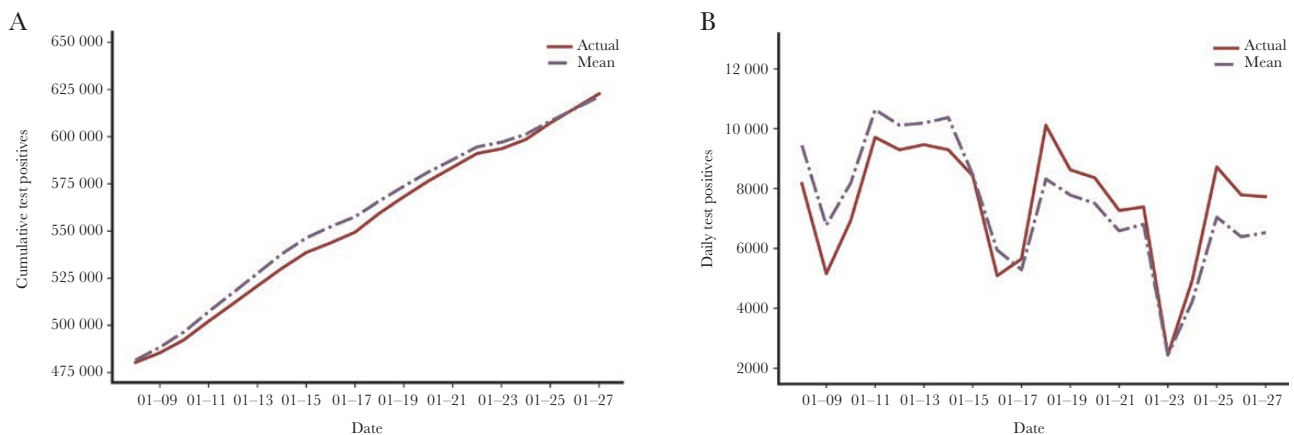 A
650 000
625 000
600 000
575 000
550 000
525 000
500 000
475 000
Cumulative test positives
Actual
Mean
01–09 01–11 01–13 01–15 01–17 01–19 01–21 01–23 01–25 01–27
Date
B
12 000
10 000
8000
6000
4000
2000
Daily test positives
Actual
Mean
01–09 01–11 01–13 01–15 01–17 01–19 01–21 01–23 01–25 01–27
Date